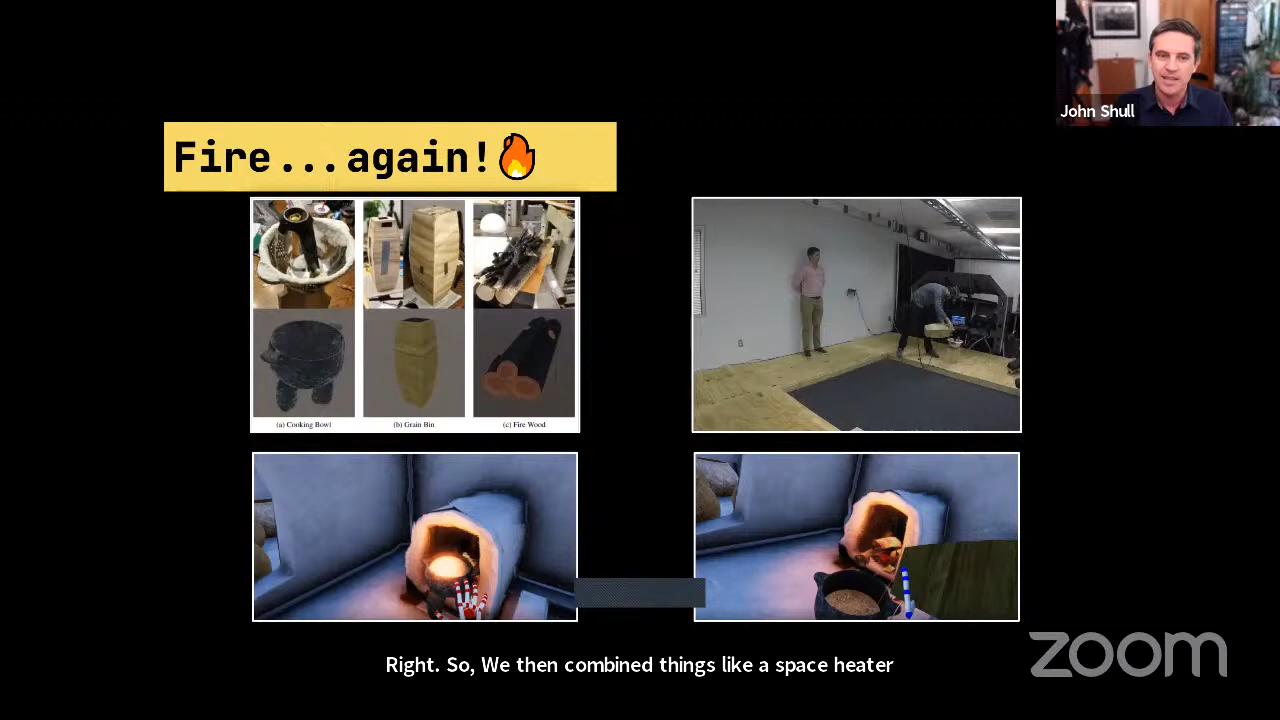 John Shull
Fire...again!🔥
(a) Cooking Bowl
(b) Grain Bin
(c) Fire Wood
Right. So, We then combined things like a space heater
zoom